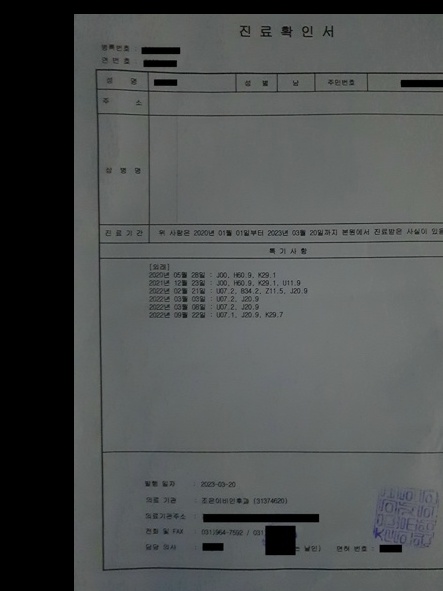 진 료 확 인 서
등록번호
연 번 호
성 명 성 별 남 주민번호
주 소
상 병 명
진 료 기 간 위 사람은 2020년 01월 01일부터 2023년 03월 20일까지 본원에서 진료받은 사실이 있음
특 기 사 항
[외래]
2020년 05월 28일 : J00, H60.9, K29.1
2021년 12월 23일 : J00, H60.9, K29.1, U11.9
2022년 02월 21일 : U07.2, B34.2, Z11.5, J20.9
2022년 03월 03일 : U07.2, J20.9
2022년 03월 08일 : U07.2, J20.9
2022년 09월 22일 : U07.1, J20.9, K29.7
발행 일자 : 2023-03-20
의료 기관 : 조은이비인후과 (31374620)
의료기관주소 :
전화 및 FAX : 031)964-7592 / 031
담당 의사 : 는 날인) 면허 번호 :